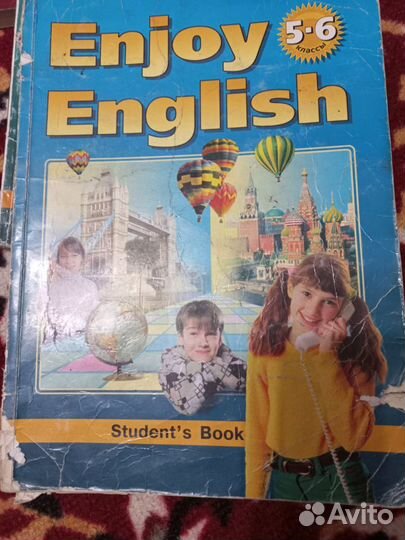 Enjoy
5-6
классы
English
Student's Book
Avito